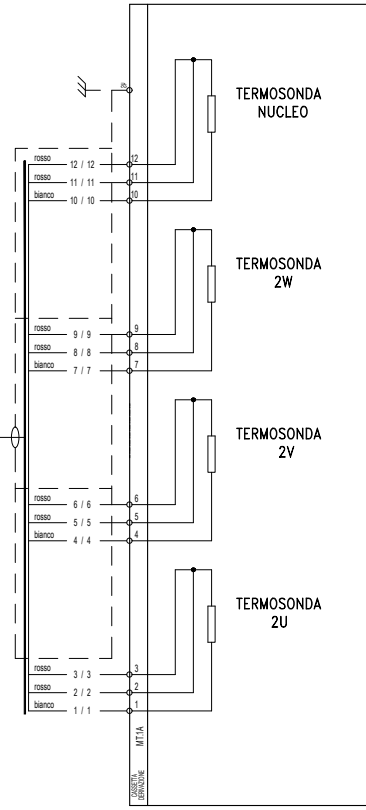 TERMOSONDA
NUCLEO
rosso 12 / 12 12
rosso 11 / 11 11
bianco 10 / 10 10
TERMOSONDA
2W
rosso 9 / 9 9
rosso 8 / 8 8
bianco 7 / 7 7
TERMOSONDA
2V
rosso 6 / 6 6
rosso 5 / 5 5
bianco 4 / 4 4
TERMOSONDA
2U
rosso 3 / 3 3
rosso 2 / 2 2
bianco 1 / 1 1
MT.1A
CASSETTA
DERIVAZIONE